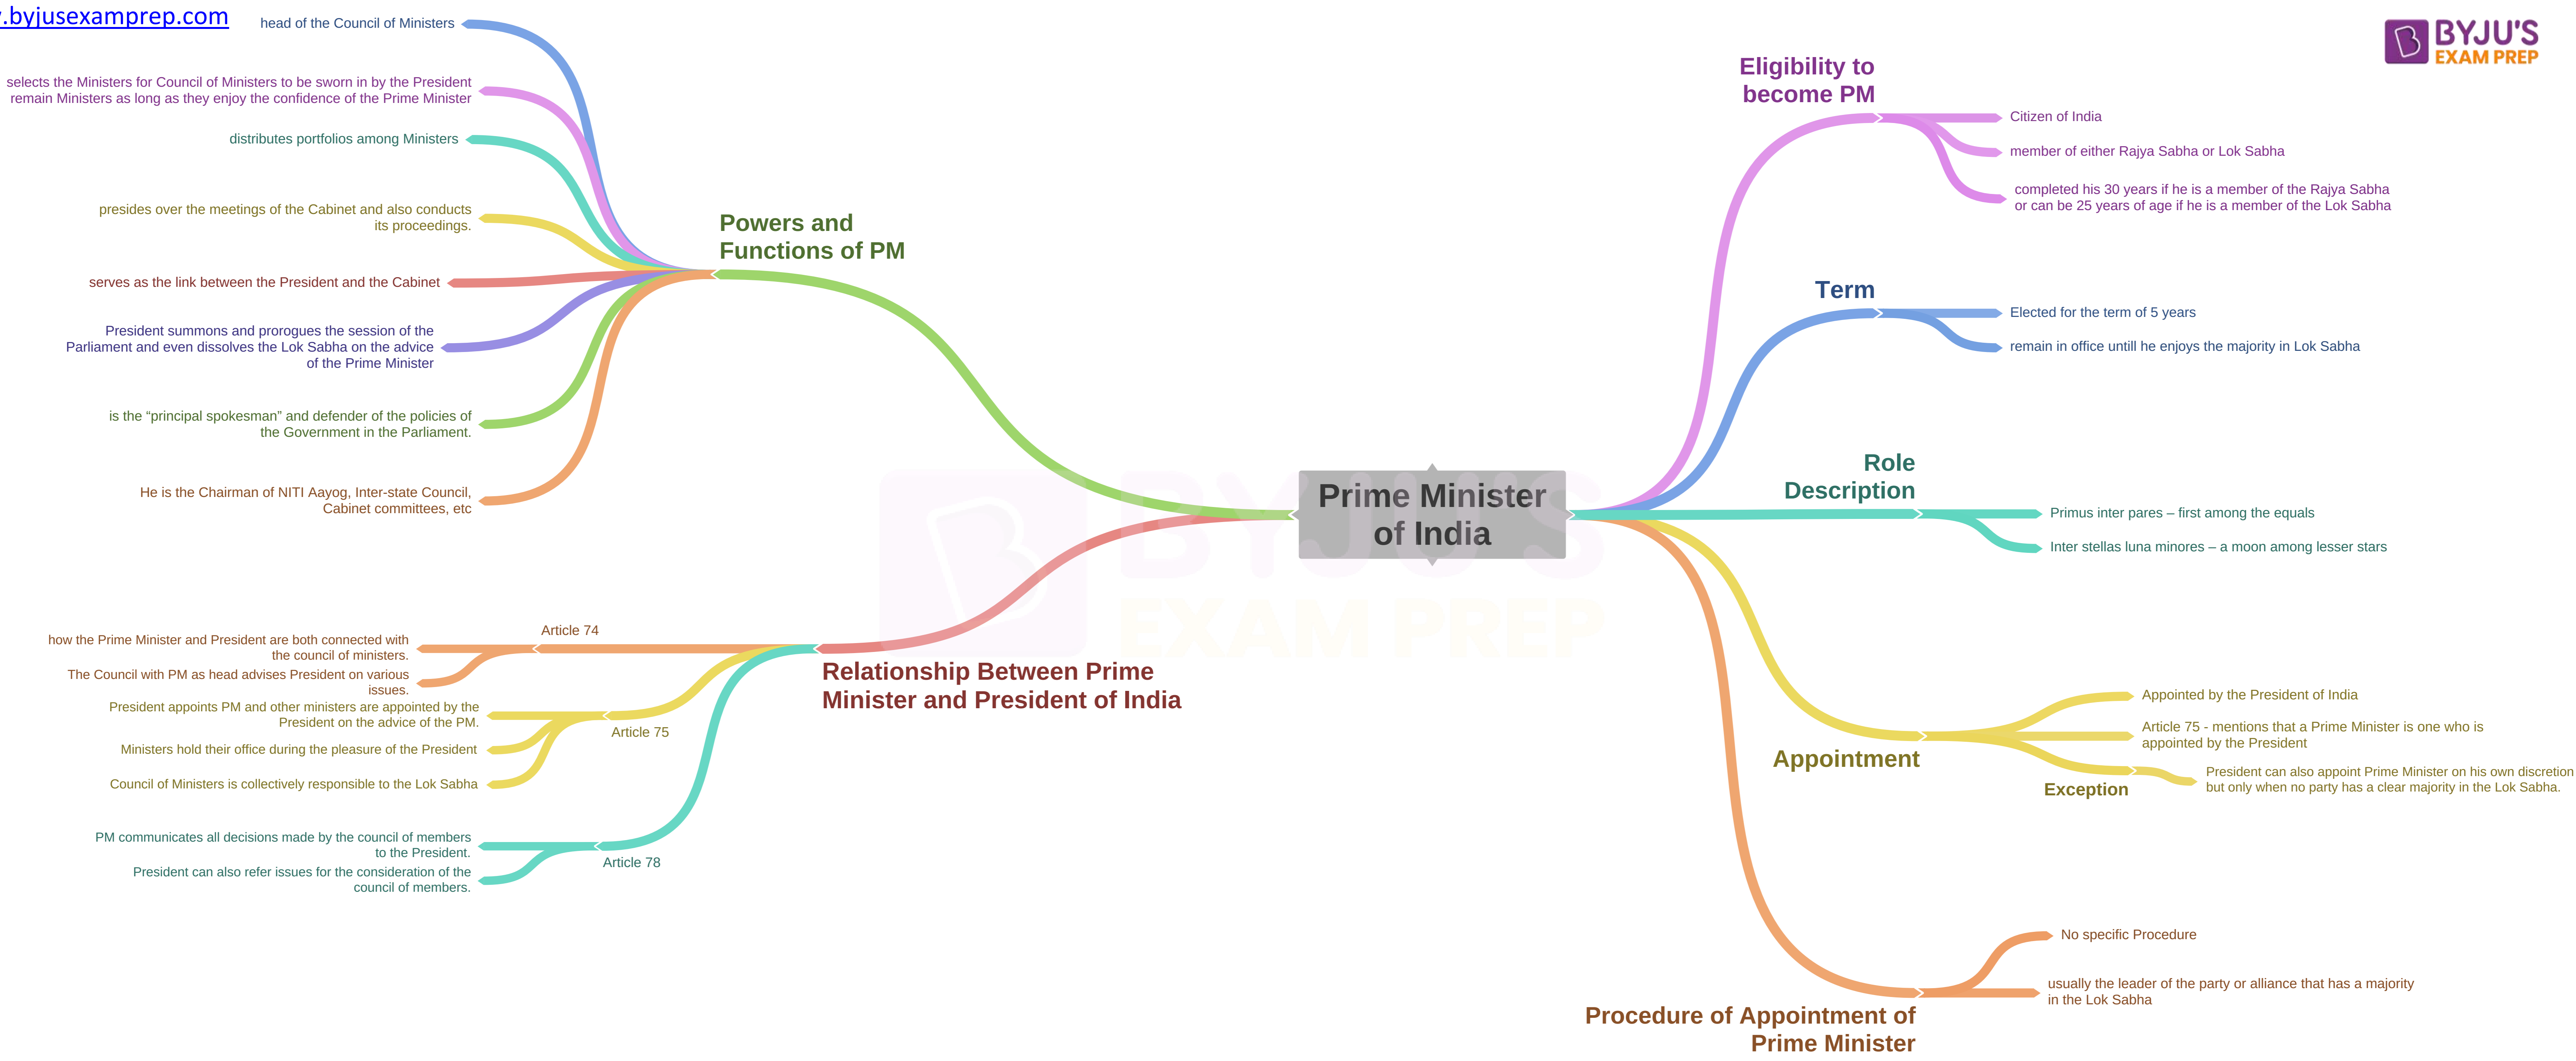 .byjusexamprep.com
BYJU'S
EXAM PREP
head of the Council of Ministers
selects the Ministers for Council of Ministers to be sworn in by the President
remain Ministers as long as they enjoy the confidence of the Prime Minister
distributes portfolios among Ministers
presides over the meetings of the Cabinet and also conducts
its proceedings.
serves as the link between the President and the Cabinet
President summons and prorogues the session of the
Parliament and even dissolves the Lok Sabha on the advice
of the Prime Minister
is the “principal spokesman” and defender of the policies of
the Government in the Parliament.
He is the Chairman of NITI Aayog, Inter-state Council,
Cabinet committees, etc
Powers and
Functions of PM
how the Prime Minister and President are both connected with
the council of ministers.
The Council with PM as head advises President on various
issues.
Article 74
President appoints PM and other ministers are appointed by the
President on the advice of the PM.
Ministers hold their office during the pleasure of the President
Council of Ministers is collectively responsible to the Lok Sabha
Article 75
PM communicates all decisions made by the council of members
to the President.
President can also refer issues for the consideration of the
council of members.
Article 78
Relationship Between Prime
Minister and President of India
Prime Minister
of India
BYJU'S
EXAM PREP
Eligibility to
become PM
Citizen of India
member of either Rajya Sabha or Lok Sabha
completed his 30 years if he is a member of the Rajya Sabha
or can be 25 years of age if he is a member of the Lok Sabha
Term
Elected for the term of 5 years
remain in office untill he enjoys the majority in Lok Sabha
Role
Description
Primus inter pares – first among the equals
Inter stellas luna minores – a moon among lesser stars
Appointment
Appointed by the President of India
Article 75 - mentions that a Prime Minister is one who is
appointed by the President
Exception
President can also appoint Prime Minister on his own discretion
but only when no party has a clear majority in the Lok Sabha.
Procedure of Appointment of
Prime Minister
No specific Procedure
usually the leader of the party or alliance that has a majority
in the Lok Sabha